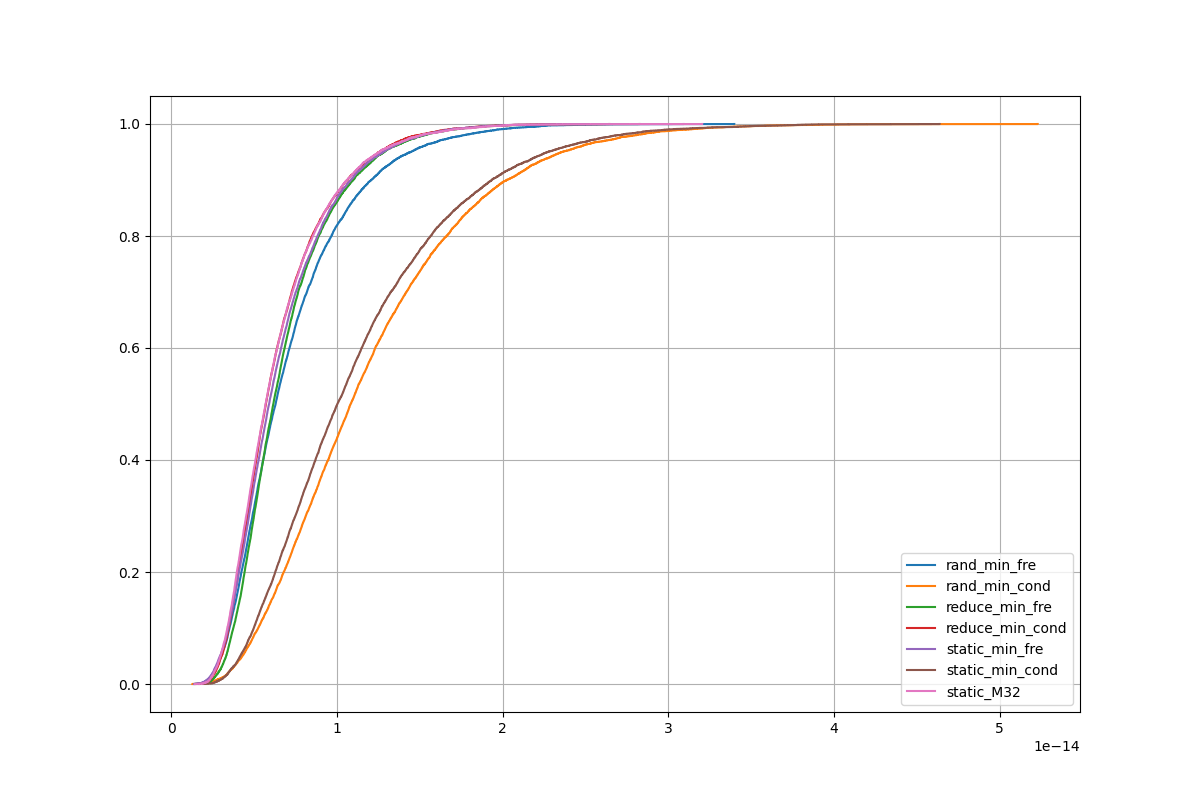 1.0
0.8
0.6
0.4
0.2
0.0
0 1 2 3 4 5
1e−14
rand_min_fre
rand_min_cond
reduce_min_fre
reduce_min_cond
static_min_fre
static_min_cond
static_M32